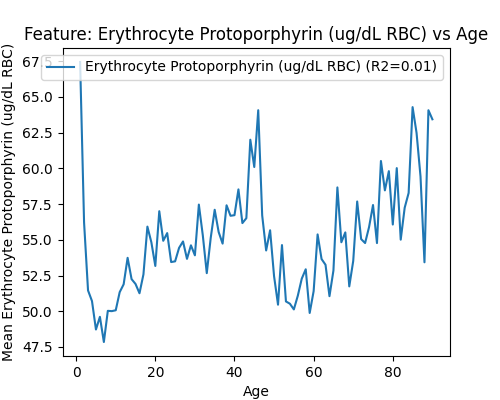 Feature: Erythrocyte Protoporphyrin (ug/dL RBC) vs Age
Erythrocyte Protoporphyrin (ug/dL RBC) (R2=0.01)
Mean Erythrocyte Protoporphyrin (ug/dL RBC)
67.5
65.0
62.5
60.0
57.5
55.0
52.5
50.0
47.5
0 20 40 60 80
Age